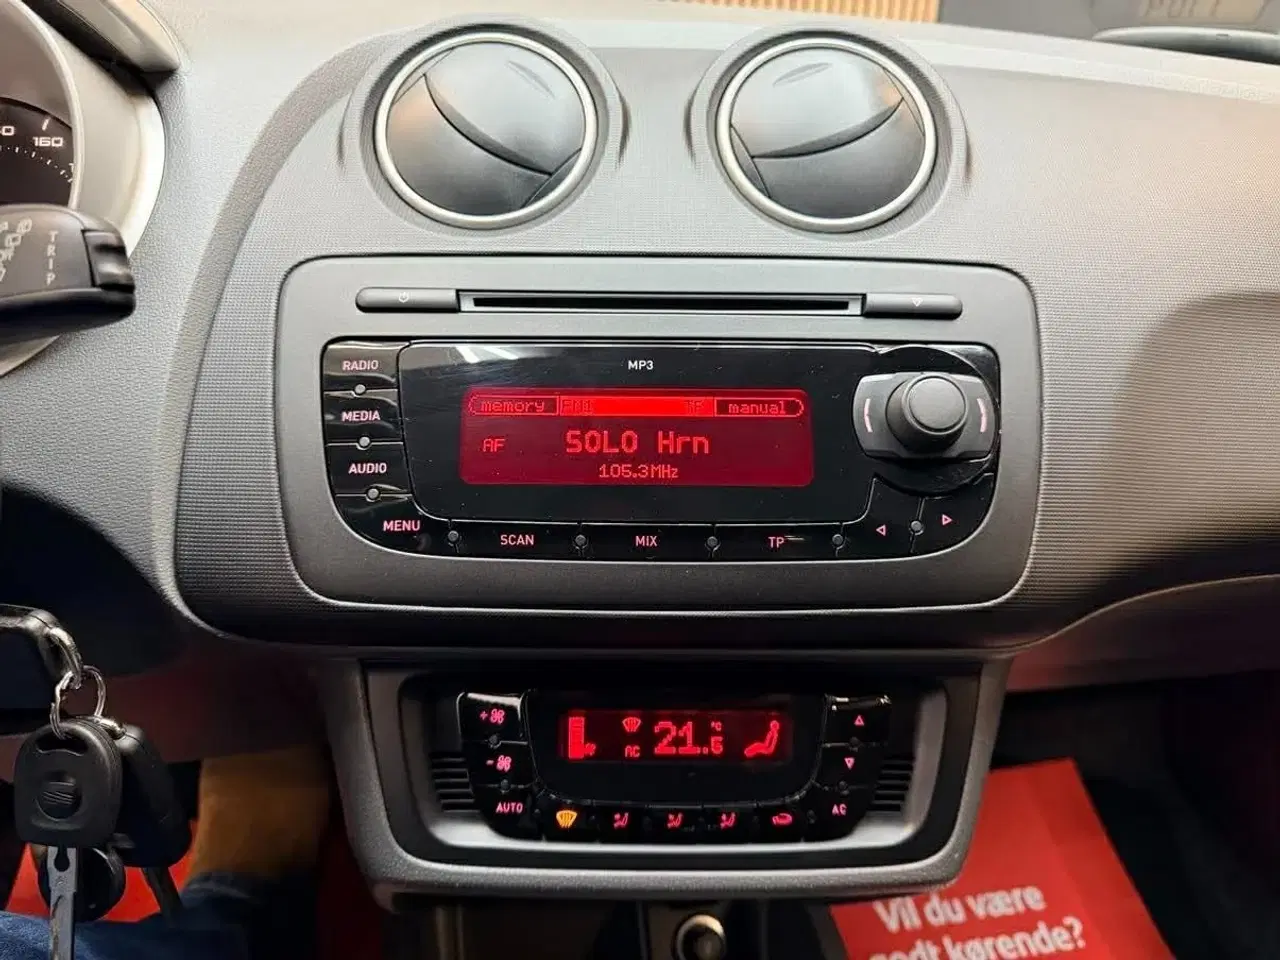 160
TRIP
RADIO
MEDIA
AUDIO
MENU
MP3
memory FM1 TP manual
AF SOLO Hrn
105.3MHz
SCAN MIX TP
AC 21.5 °C
AUTO
AC
Vil du være
godt kørende?